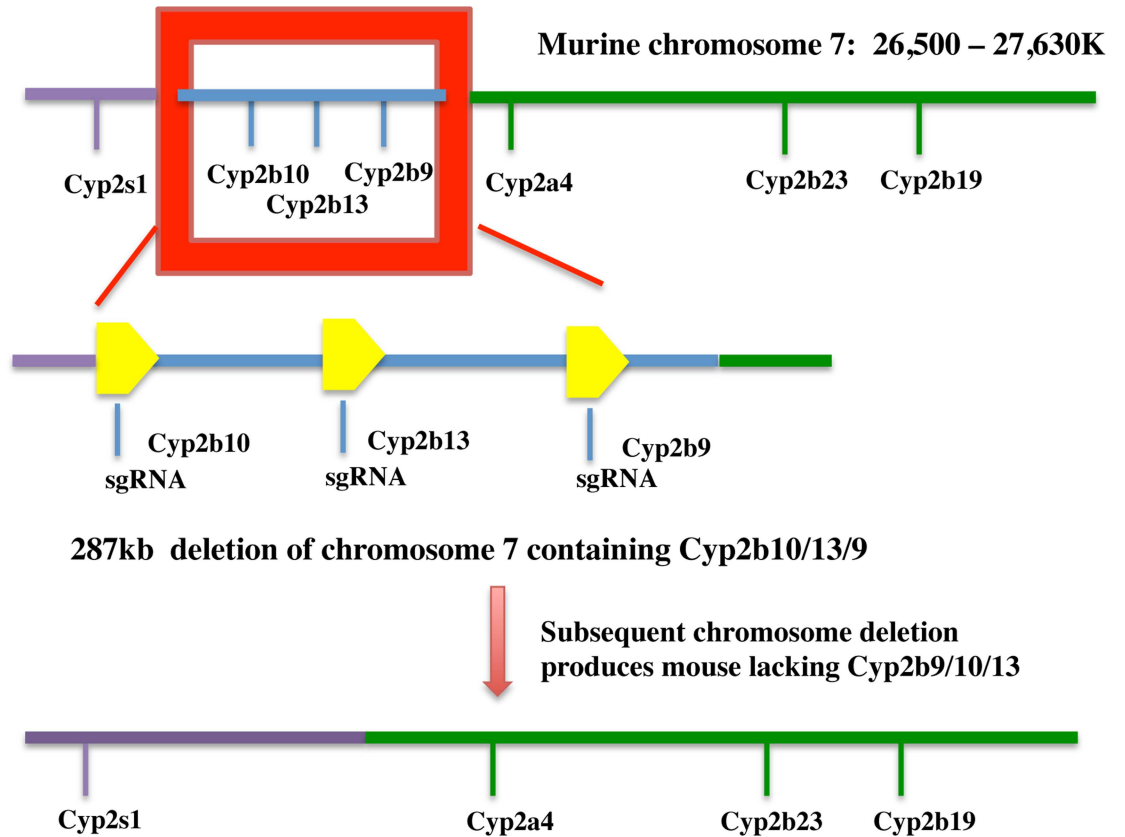 Murine chromosome 7:  26,500 – 27,630K
Cyp2s1
Cyp2b10
Cyp2b13
Cyp2b9
Cyp2a4
Cyp2b23
Cyp2b19
Cyp2b10
sgRNA
Cyp2b13
sgRNA
Cyp2b9
sgRNA
287kb  deletion of chromosome 7 containing Cyp2b10/13/9
Subsequent chromosome deletion
produces mouse lacking Cyp2b9/10/13
Cyp2s1
Cyp2a4
Cyp2b23
Cyp2b19